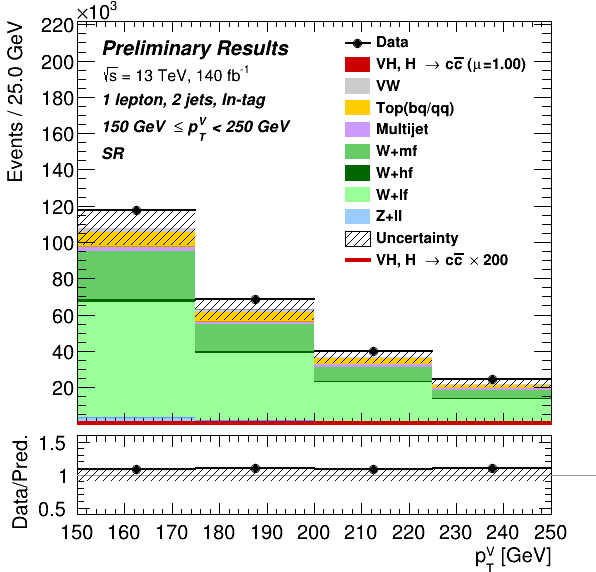 ×10³
Events / 25.0 GeV
220
200
180
160
140
120
100
80
60
40
20
Preliminary Results
√s = 13 TeV, 140 fb⁻¹
1 lepton, 2 jets, ln-tag
150 GeV ≤ p_T^V < 250 GeV
SR
Data
VH, H → cc̅ (μ=1.00)
VW
Top(bq/qq)
Multijet
W+mf
W+hf
W+lf
Z+ll
Uncertainty
VH, H → cc̅ × 200
Data/Pred.
1.5
1
0.5
150 160 170 180 190 200 210 220 230 240 250
p_T^V [GeV]